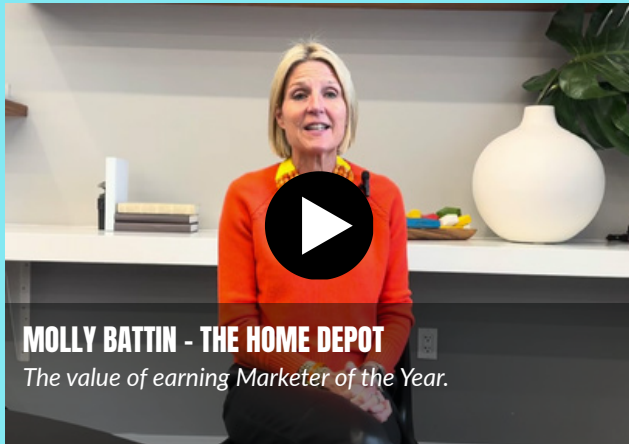 MOLLY BATTIN - THE HOME DEPOT
The value of earning Marketer of the Year.